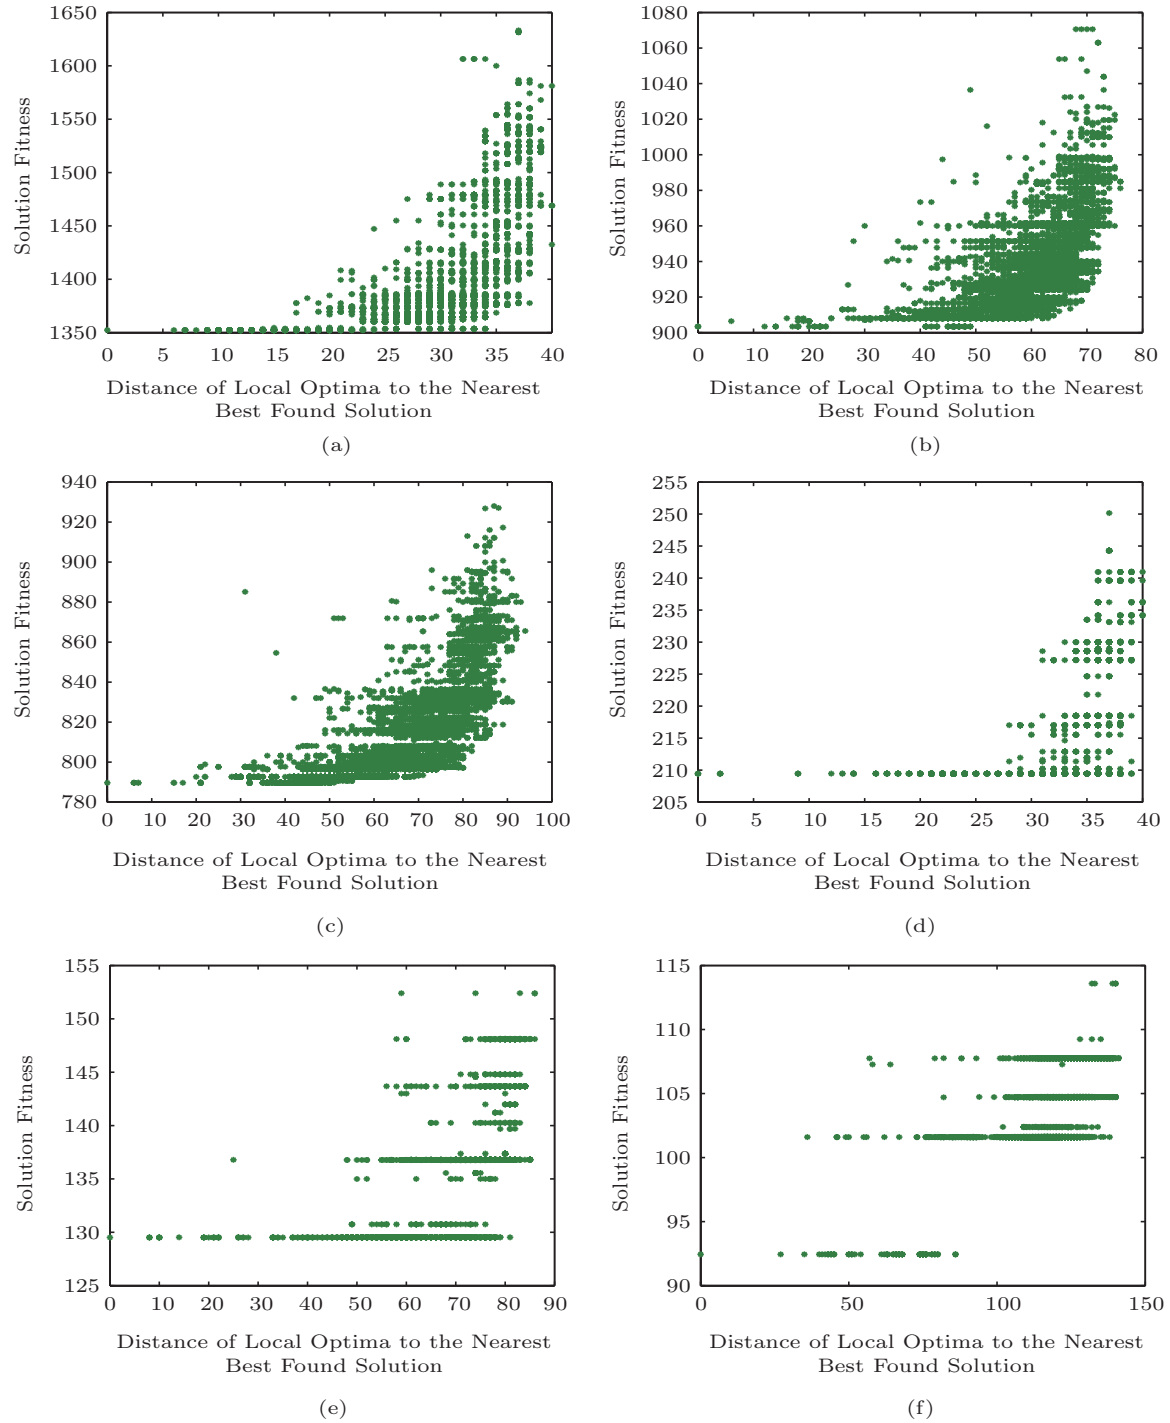 1650
1600
1550
1500
1450
1400
1350
Solution Fitness
0 5 10 15 20 25 30 35 40
Distance of Local Optima to the Nearest
Best Found Solution
(a)
1080
1060
1040
1020
1000
980
960
940
920
900
Solution Fitness
0 10 20 30 40 50 60 70 80
Distance of Local Optima to the Nearest
Best Found Solution
(b)
940
920
900
880
860
840
820
800
780
Solution Fitness
0 10 20 30 40 50 60 70 80 90 100
Distance of Local Optima to the Nearest
Best Found Solution
(c)
255
250
245
240
235
230
225
220
215
210
205
Solution Fitness
0 5 10 15 20 25 30 35 40
Distance of Local Optima to the Nearest
Best Found Solution
(d)
155
150
145
140
135
130
125
Solution Fitness
0 10 20 30 40 50 60 70 80 90
Distance of Local Optima to the Nearest
Best Found Solution
(e)
115
110
105
100
95
90
Solution Fitness
0 50 100 150
Distance of Local Optima to the Nearest
Best Found Solution
(f)